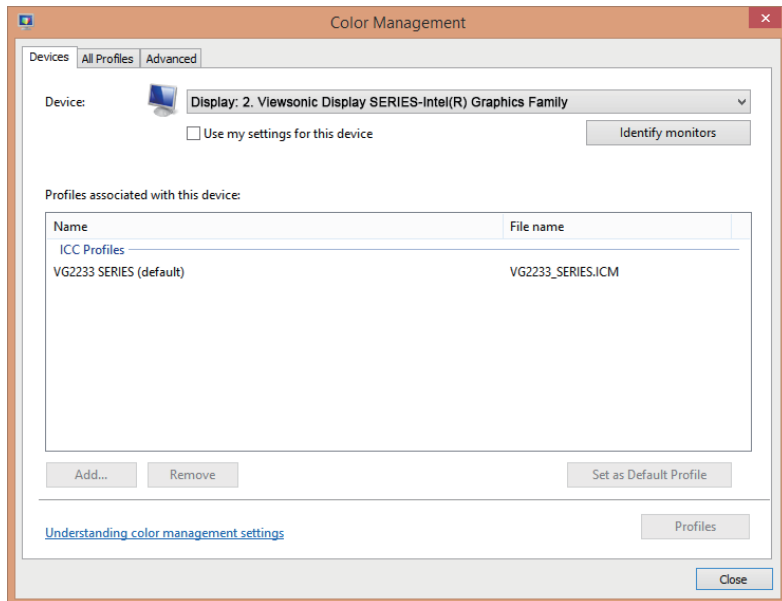 Color Management
Devices All Profiles Advanced
Device: Display: 2. Viewsonic Display SERIES-Intel(R) Graphics Family
Use my settings for this device Identify monitors
Profiles associated with this device:
Name File name
ICC Profiles
VG2233 SERIES (default) VG2233_SERIES.ICM
Add... Remove Set as Default Profile
Understanding color management settings Profiles
Close